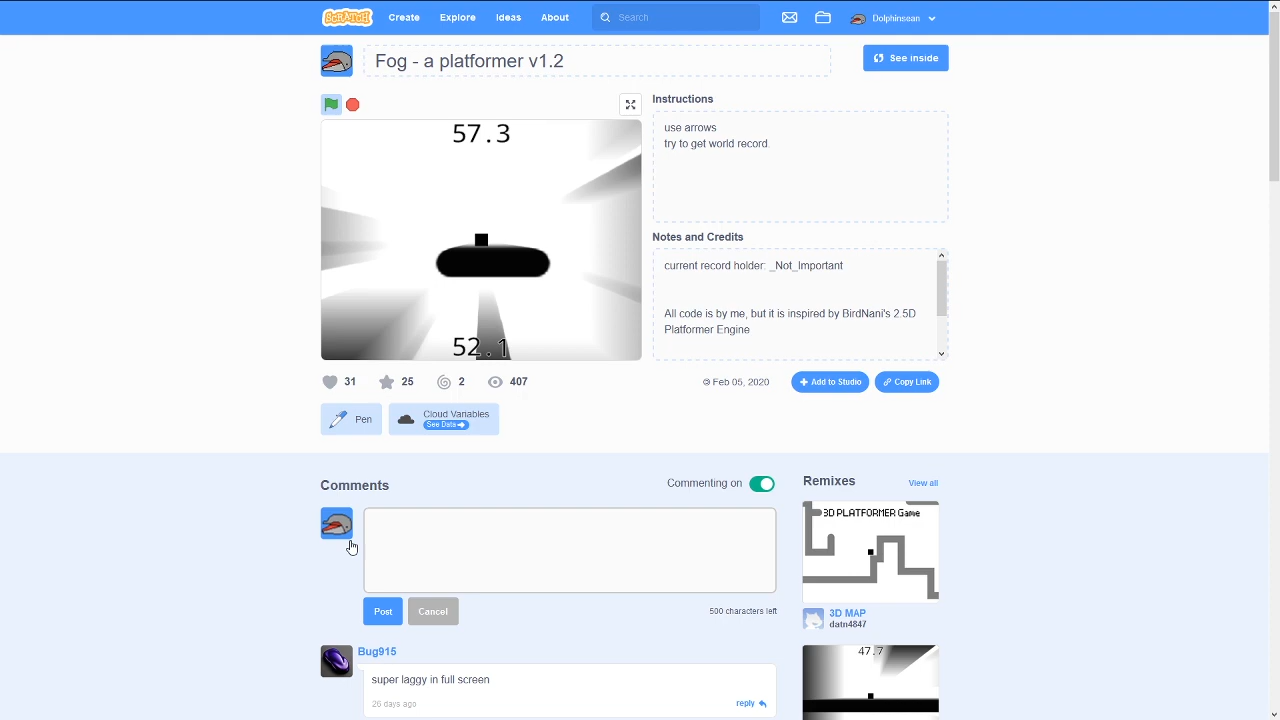 SCRATCH Create Explore Ideas About Search Dolphinsean
Fog - a platformer v1.2
See inside
57.3
52.1
Instructions
use arrows
try to get world record.
Notes and Credits
current record holder: _Not_Important
All code is by me, but it is inspired by BirdNani's 2.5D
Platformer Engine
31 25 2 407
© Feb 05, 2020
Add to Studio
Copy Link
Pen
Cloud Variables
See Data
Comments
Commenting on
Post
Cancel
500 characters left
Bug915
super laggy in full screen
26 days ago
reply
Remixes
View all
3D PLATFORMER Game
3D MAP
datn4847
47.7